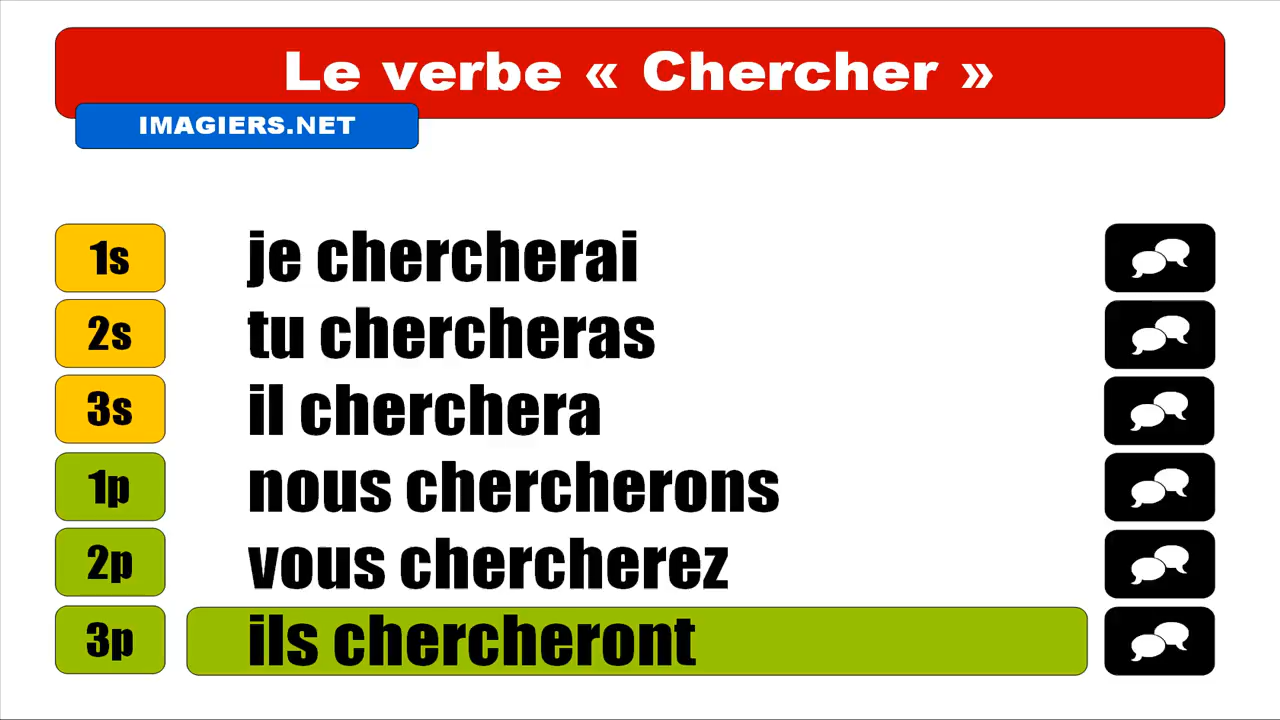 Le verbe « Chercher »
IMAGIERS.NET
1s je chercherai
2s tu chercheras
3s il cherchera
1p nous chercherons
2p vous chercherez
3p ils chercheront